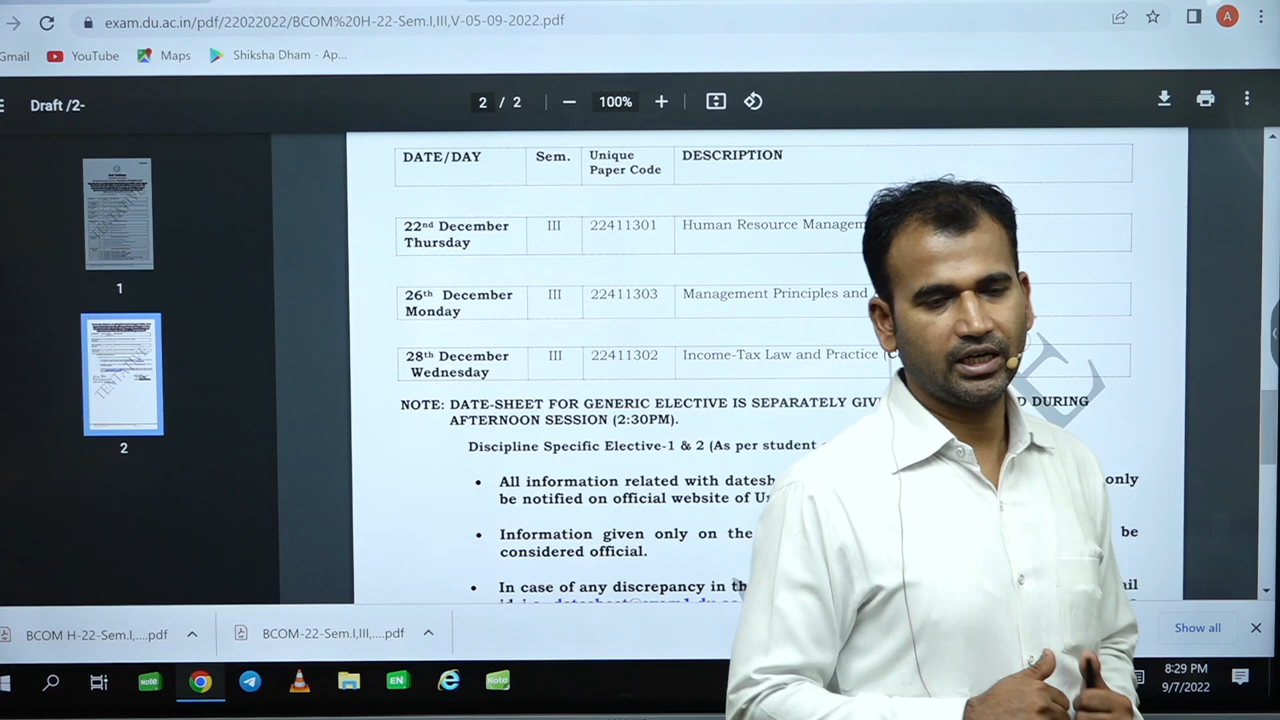 exam.du.ac.in/pdf/22022022/BCOM%20H-22-Sem.I,III,V-05-09-2022.pdf
A
Gmail
YouTube
Maps
Shiksha Dham - Ap...
Draft /2-
2 / 2
100%
DATE/DAY Sem. Unique Paper Code DESCRIPTION
22nd December Thursday III 22411301 Human Resource
26th December Monday III 22411303 Management Principles and
28th December Wednesday III 22411302 Income-Tax Law and Practice
NOTE: DATE-SHEET FOR GENERIC ELECTIVE IS SEPARATELY DURING
AFTERNOON SESSION (2:30PM).
Discipline Specific Elective-1 & 2 (As per student
• All information related with only
be notified on official website of
• Information given only on the be
considered official.
• In case of any discrepancy in
TENTATIVE
1
TENTATIVE
2
BCOM H-22-Sem.I,....pdf
BCOM-22-Sem.I,III,....pdf
Show all
Note
EN
Note
8:29 PM
9/7/2022